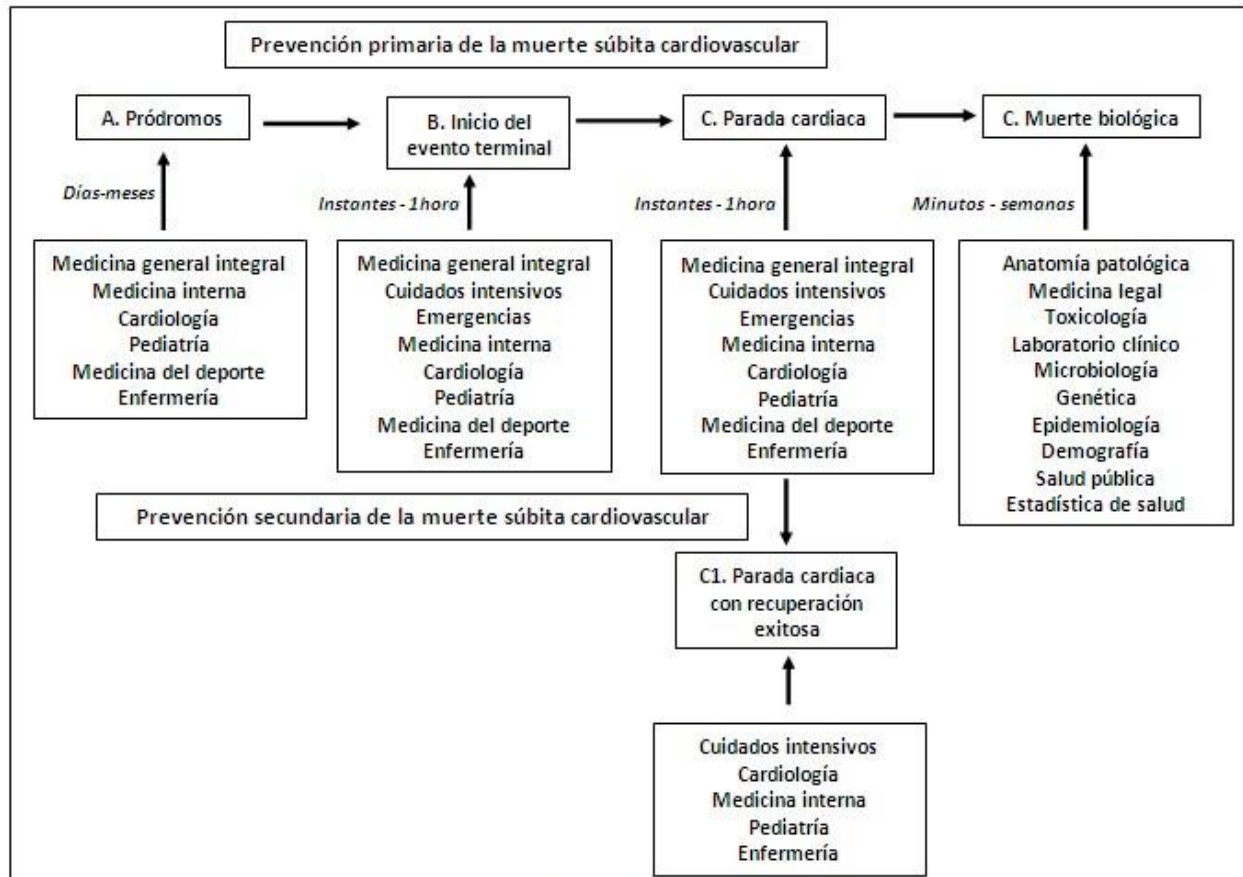 Prevención primaria de la muerte súbita cardiovascular
A. Pródromos
B. Inicio del
evento terminal
C. Parada cardiaca
C. Muerte biológica
Días-meses
Instantes - 1hora
Instantes - 1hora
Minutos - semanas
Medicina general integral
Medicina interna
Cardiología
Pediatría
Medicina del deporte
Enfermería
Medicina general integral
Cuidados intensivos
Emergencias
Medicina interna
Cardiología
Pediatría
Medicina del deporte
Enfermería
Medicina general integral
Cuidados intensivos
Emergencias
Medicina interna
Cardiología
Pediatría
Medicina del deporte
Enfermería
Anatomía patológica
Medicina legal
Toxicología
Laboratorio clínico
Microbiología
Genética
Epidemiología
Demografía
Salud pública
Estadística de salud
Prevención secundaria de la muerte súbita cardiovascular
C1. Parada cardiaca
con recuperación
exitosa
Cuidados intensivos
Cardiología
Medicina interna
Pediatría
Enfermería